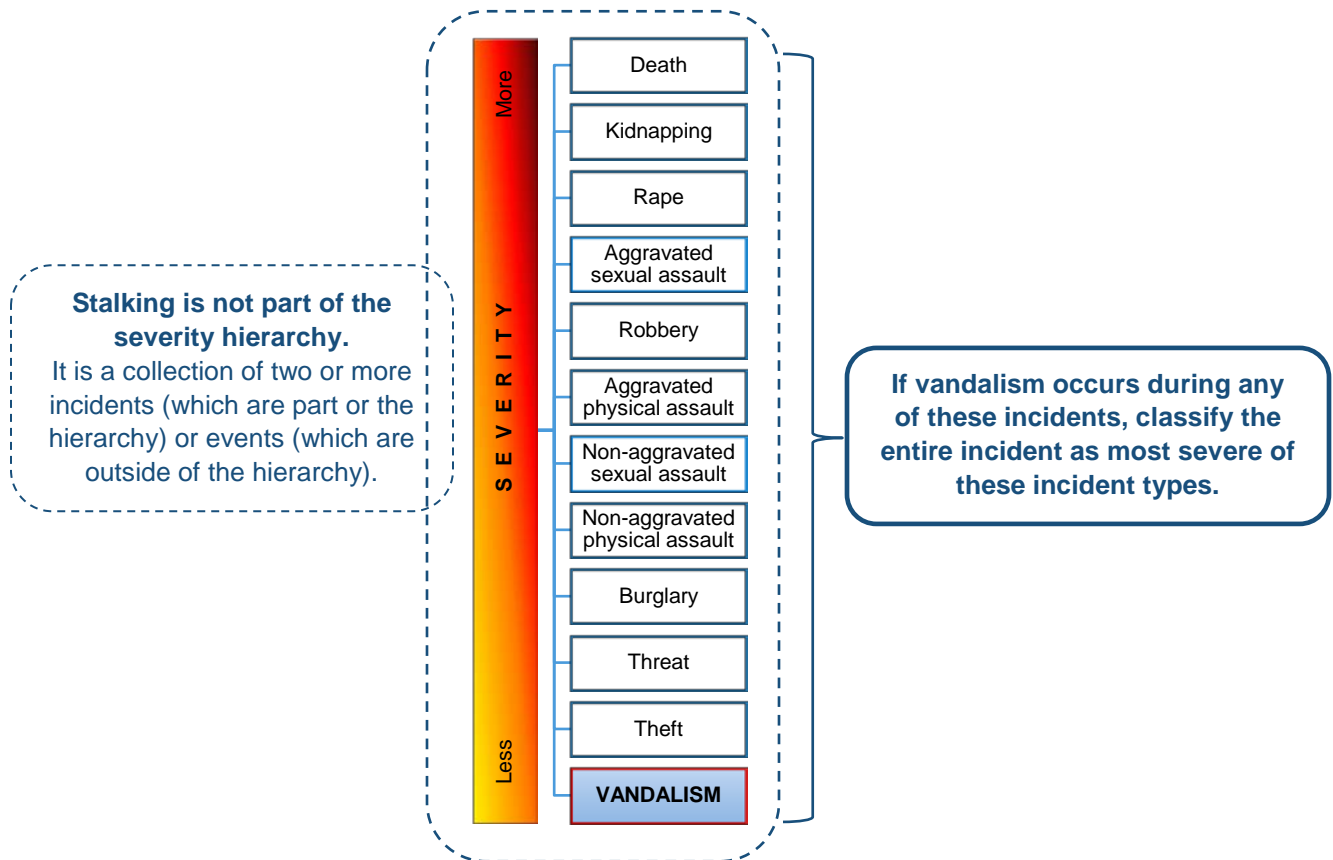 Stalking is not part of the
severity hierarchy.
It is a collection of two or more
incidents (which are part or the
hierarchy) or events (which are
outside of the hierarchy).
More
SEVERITY
Less
Death
Kidnapping
Rape
Aggravated
sexual assault
Robbery
Aggravated
physical assault
Non-aggravated
sexual assault
Non-aggravated
physical assault
Burglary
Threat
Theft
VANDALISM
If vandalism occurs during any
of these incidents, classify the
entire incident as most severe of
these incident types.